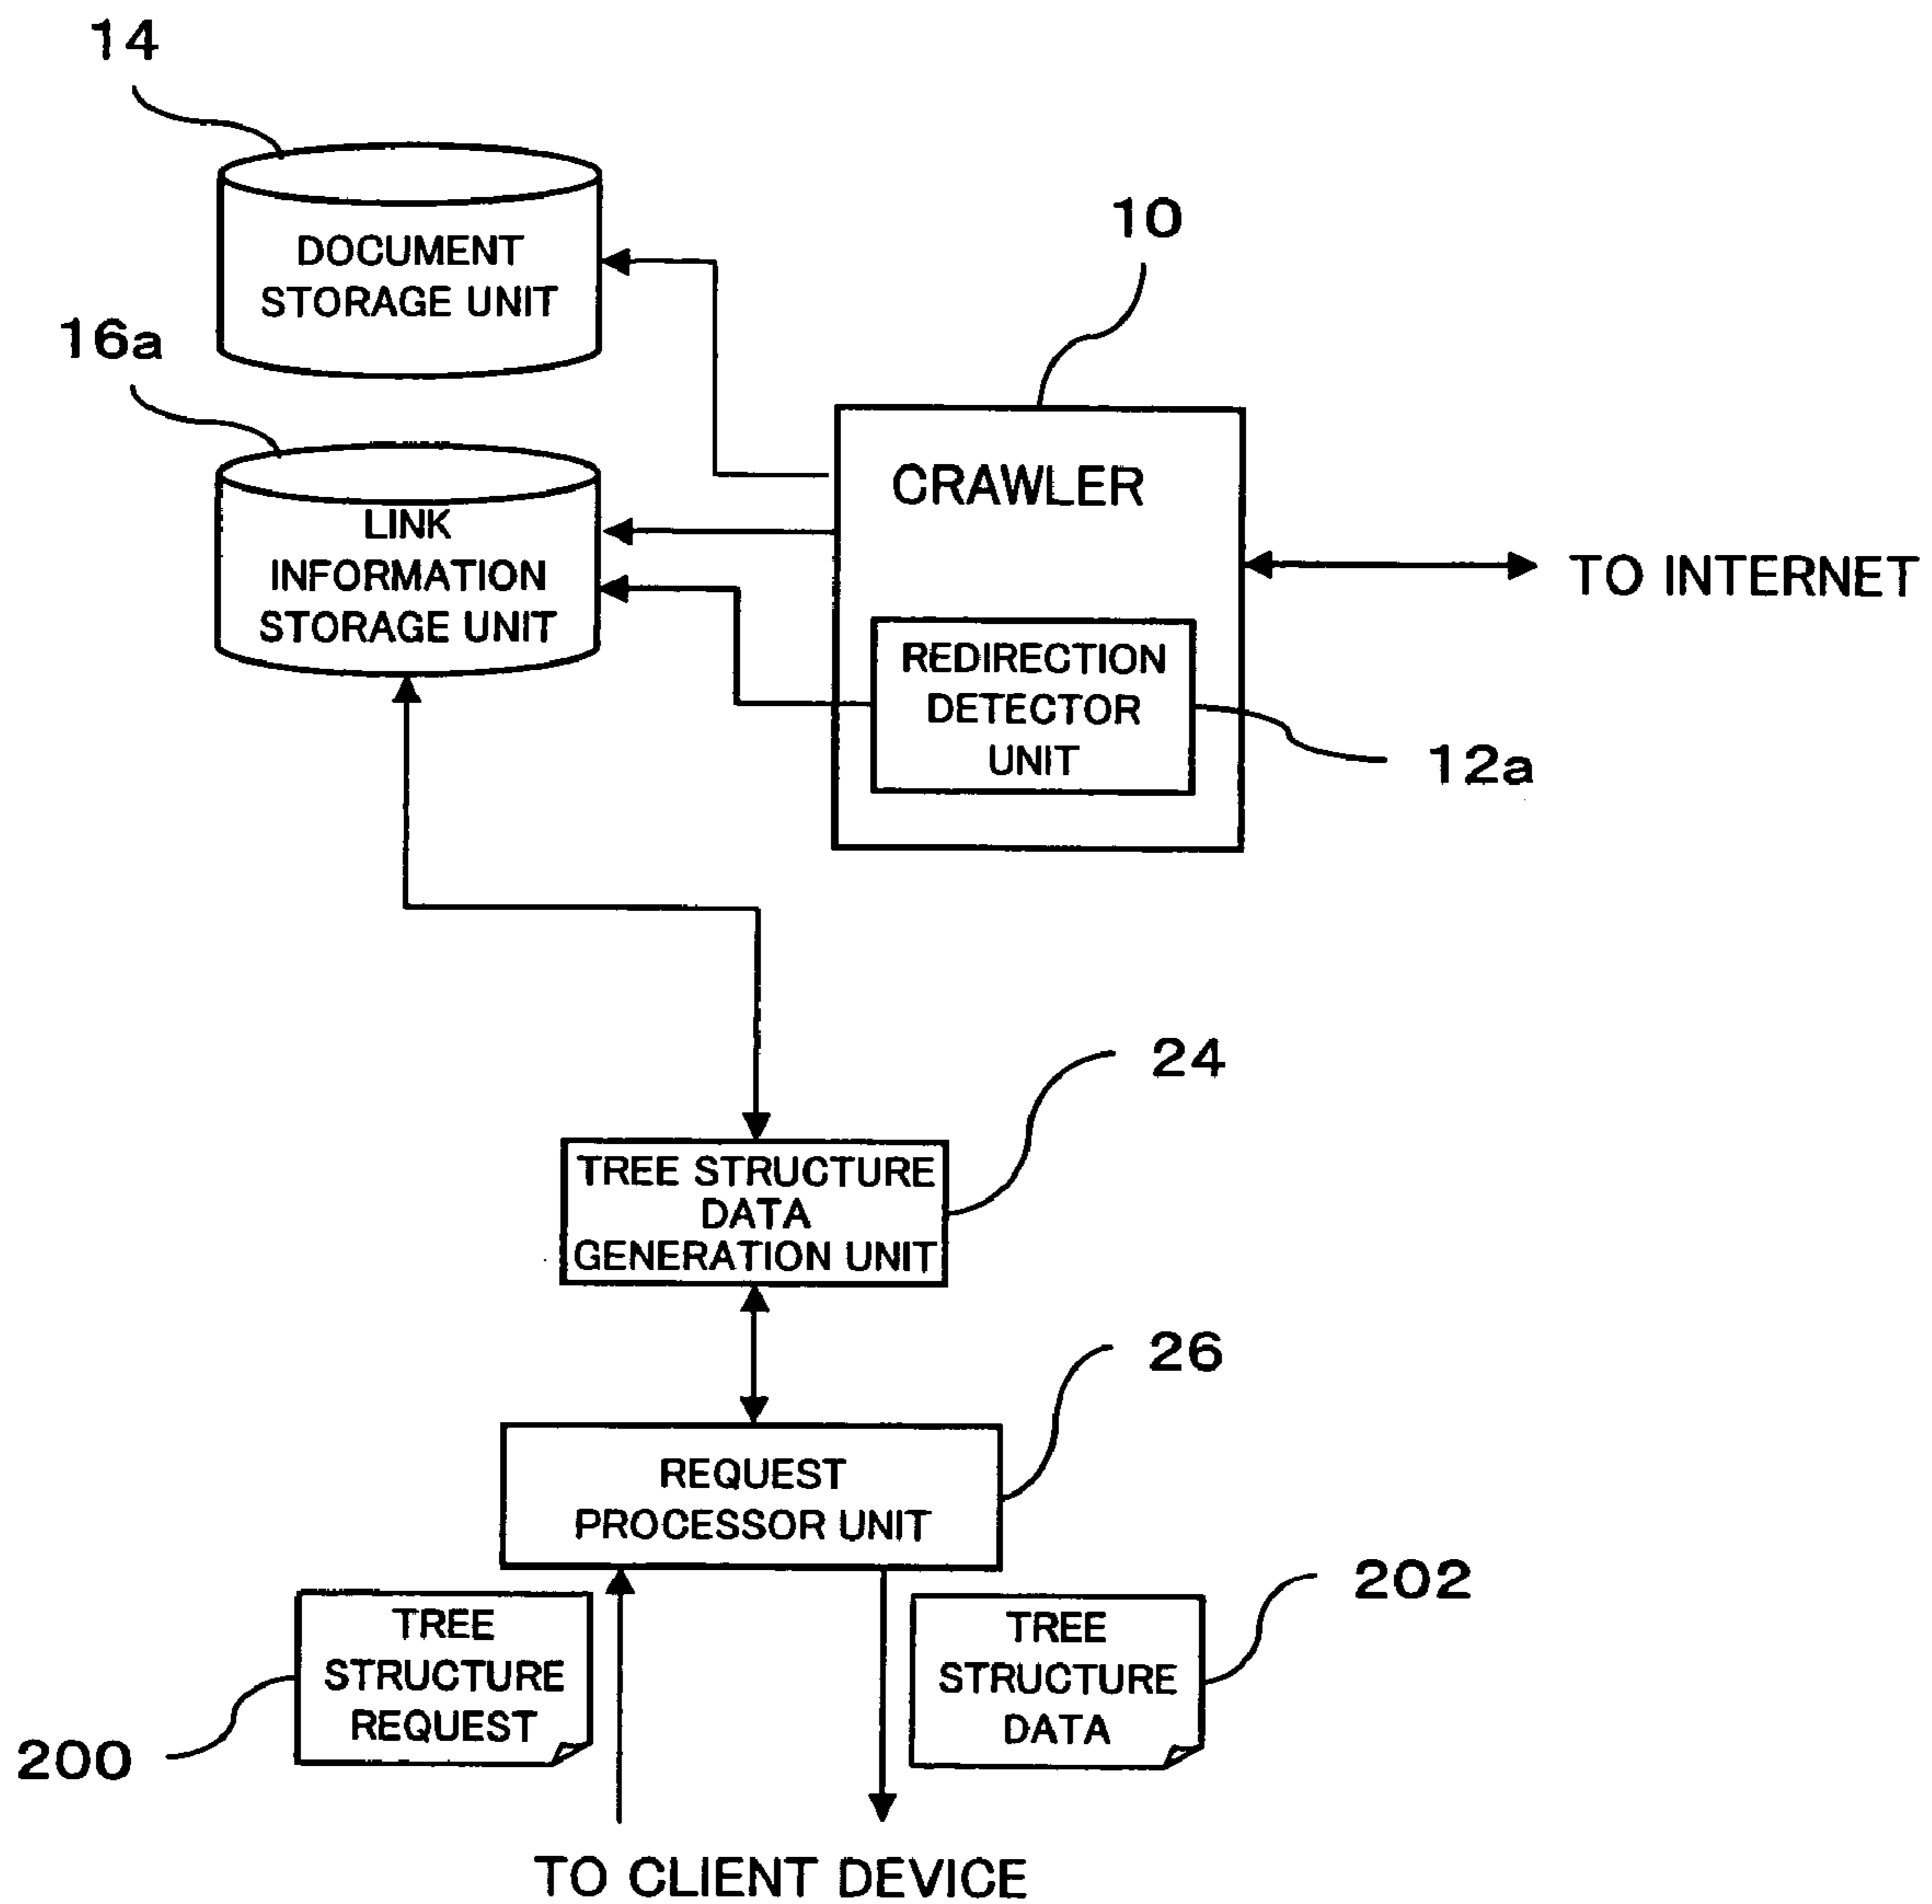 14
DOCUMENT
STORAGE UNIT
10
16a
LINK
INFORMATION
STORAGE UNIT
CRAWLER
TO INTERNET
REDIRECTION
DETECTOR
UNIT
12a
24
TREE STRUCTURE
DATA
GENERATION UNIT
26
REQUEST
PROCESSOR UNIT
TREE
STRUCTURE
REQUEST
200
202
TREE
STRUCTURE
DATA
TO CLIENT DEVICE